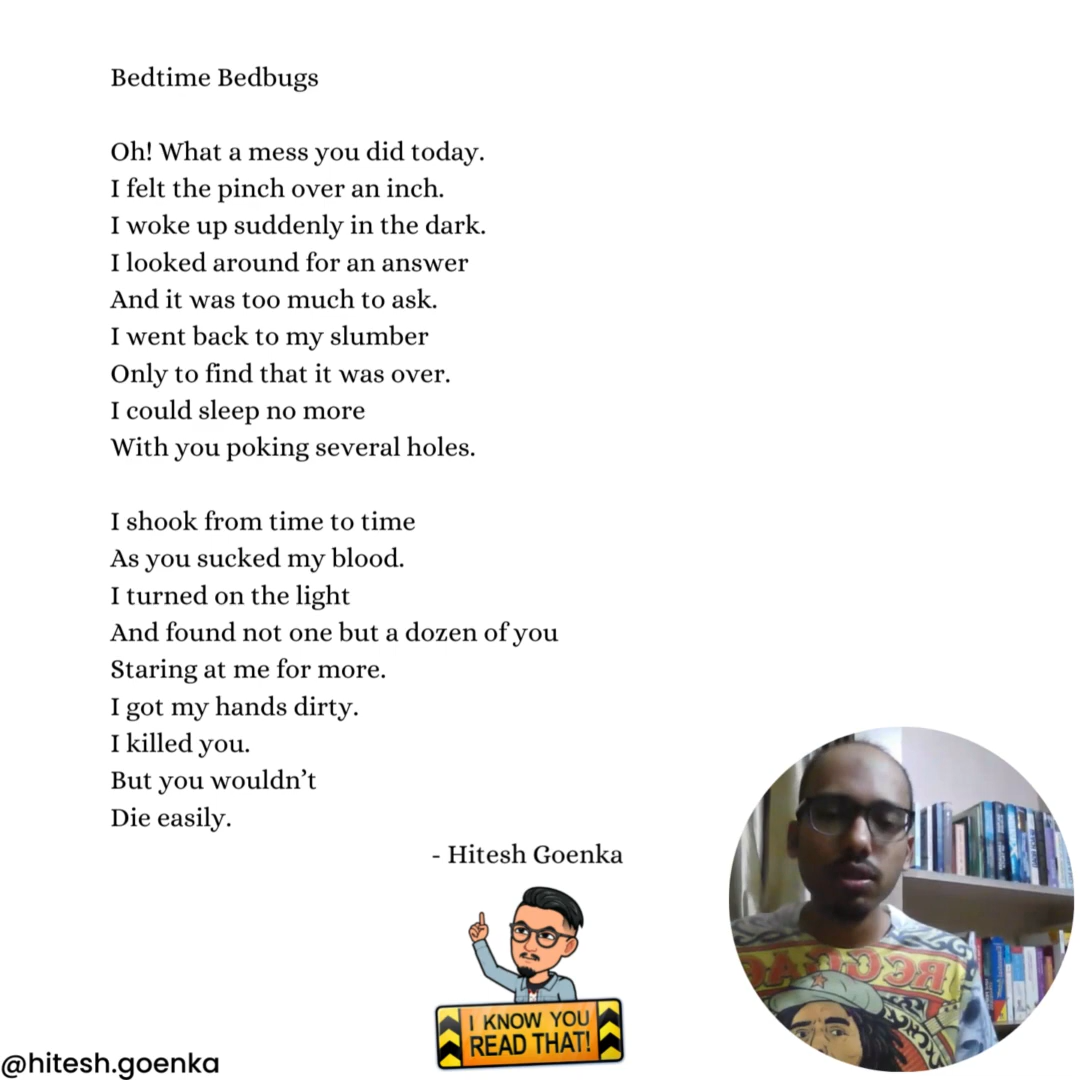 Bedtime Bedbugs
Oh! What a mess you did today.
I felt the pinch over an inch.
I woke up suddenly in the dark.
I looked around for an answer
And it was too much to ask.
I went back to my slumber
Only to find that it was over.
I could sleep no more
With you poking several holes.
I shook from time to time
As you sucked my blood.
I turned on the light
And found not one but a dozen of you
Staring at me for more.
I got my hands dirty.
I killed you.
But you wouldn’t
Die easily.
- Hitesh Goenka
I KNOW YOU
READ THAT!
@hitesh.goenka